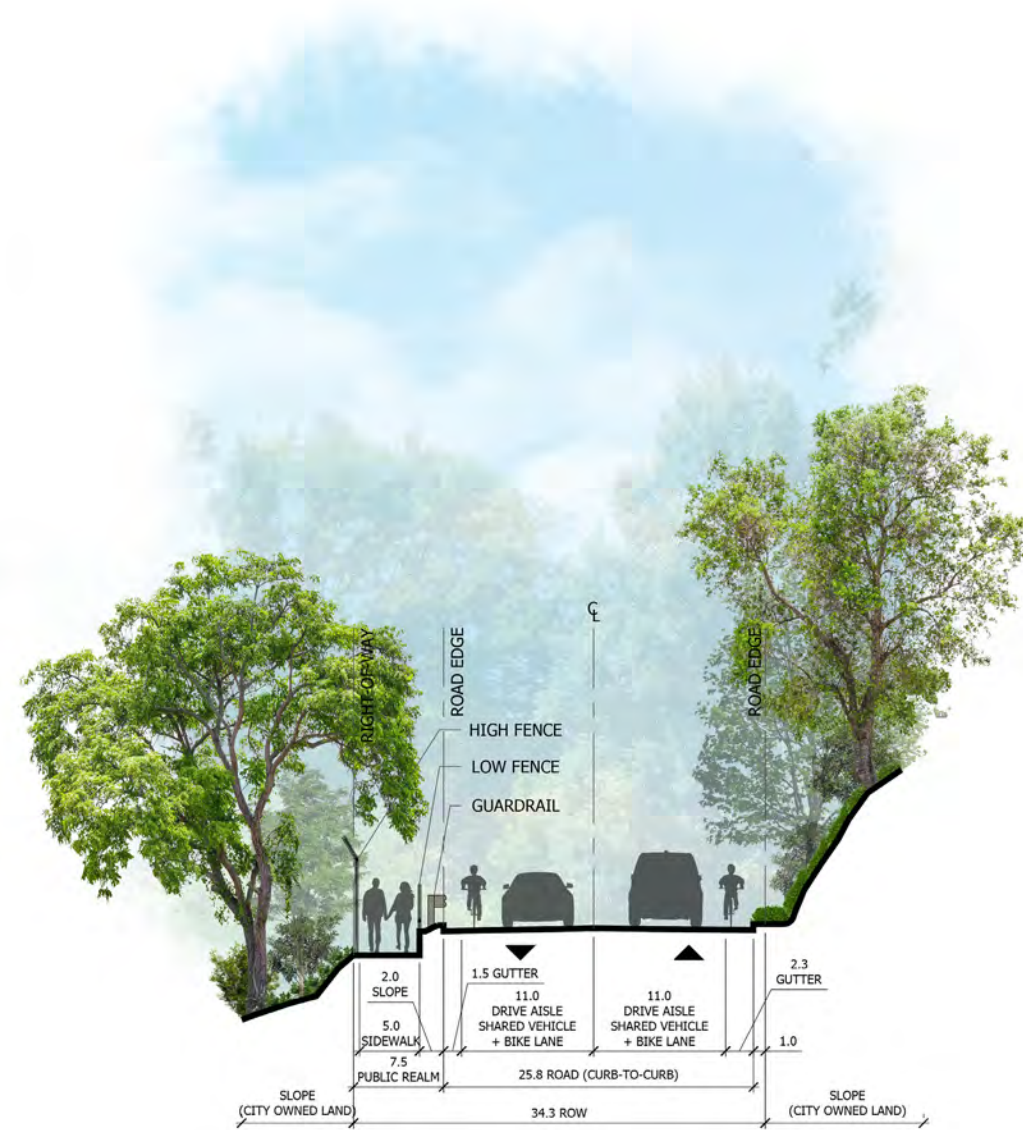 ℄
RIGHT-OF-WAY
ROAD EDGE
ROAD EDGE
HIGH FENCE
LOW FENCE
GUARDRAIL
2.0
SLOPE
1.5 GUTTER
11.0
DRIVE AISLE
SHARED VEHICLE
+ BIKE LANE
11.0
DRIVE AISLE
SHARED VEHICLE
+ BIKE LANE
2.3
GUTTER
5.0
SIDEWALK
1.0
7.5
PUBLIC REALM
25.8 ROAD (CURB-TO-CURB)
SLOPE
(CITY OWNED LAND)
34.3 ROW
SLOPE
(CITY OWNED LAND)